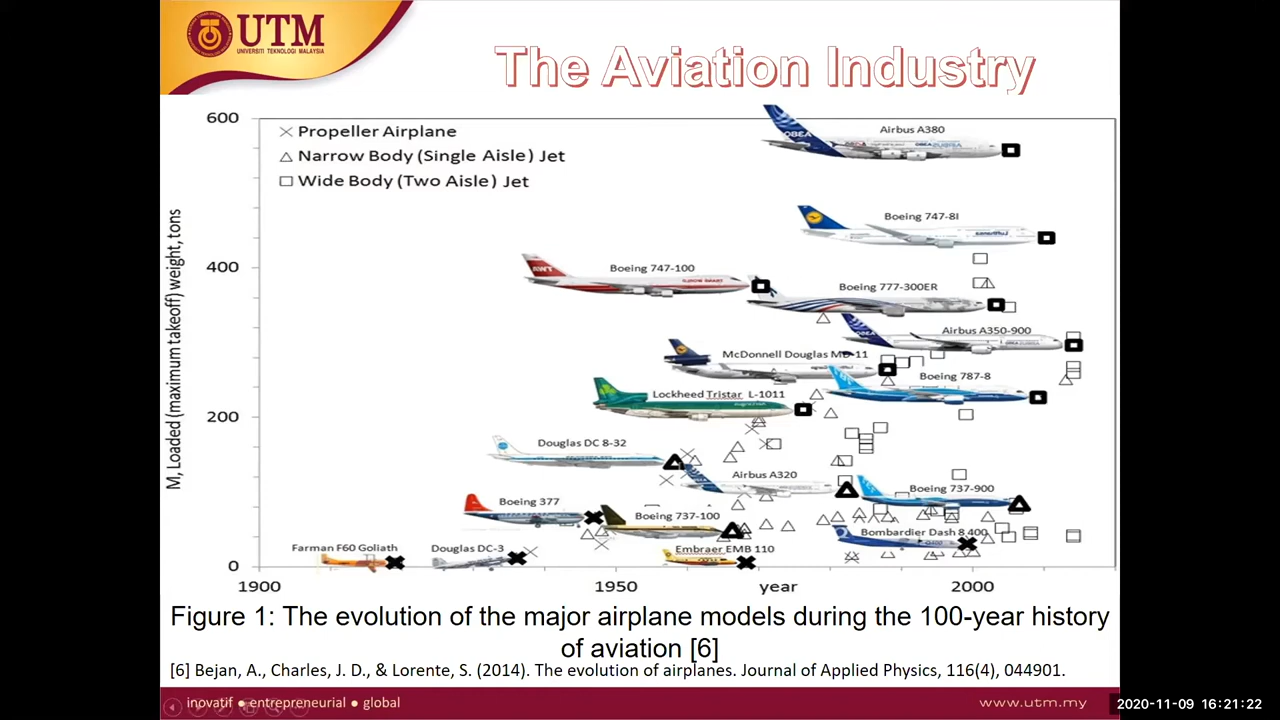 UTM
UNIVERSITI TEKNOLOGI MALAYSIA
The Aviation Industry
600
400
200
0
1900
1950
year
2000
M, Loaded (maximum takeoff) weight, tons
Propeller Airplane
Narrow Body (Single Aisle) Jet
Wide Body (Two Aisle) Jet
Airbus A380
Boeing 747-8I
Boeing 747-100
Boeing 777-300ER
Airbus A350-900
McDonnell Douglas MD-11
Boeing 787-8
Lockheed Tristar L-1011
Douglas DC 8-32
Airbus A320
Boeing 737-900
Boeing 377
Boeing 737-100
Bombardier Dash 8 400
Farman F60 Goliath
Douglas DC-3
Embraer EMB 110
Figure 1: The evolution of the major airplane models during the 100-year history
of aviation [6]
[6] Bejan, A., Charles, J. D., & Lorente, S. (2014). The evolution of airplanes. Journal of Applied Physics, 116(4), 044901.
inovatif ● entrepreneurial ● global
www.utm.my
2020-11-09 16:21:22